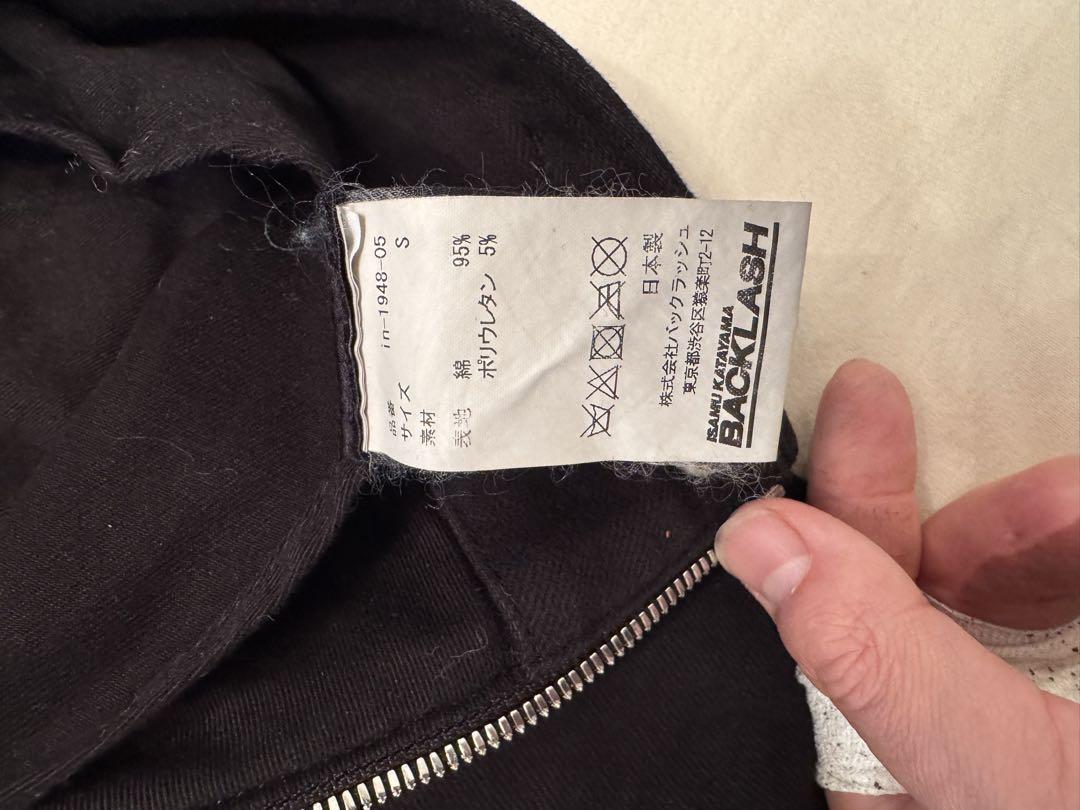 品番 in-1948-05
サイズ S
素材
表地 綿 95%
ポリウレタン 5%
日本製
株式会社バックラッシュ
東京都渋谷区猿楽町2-12
ISAMU KATAYAMA
BACKLASH